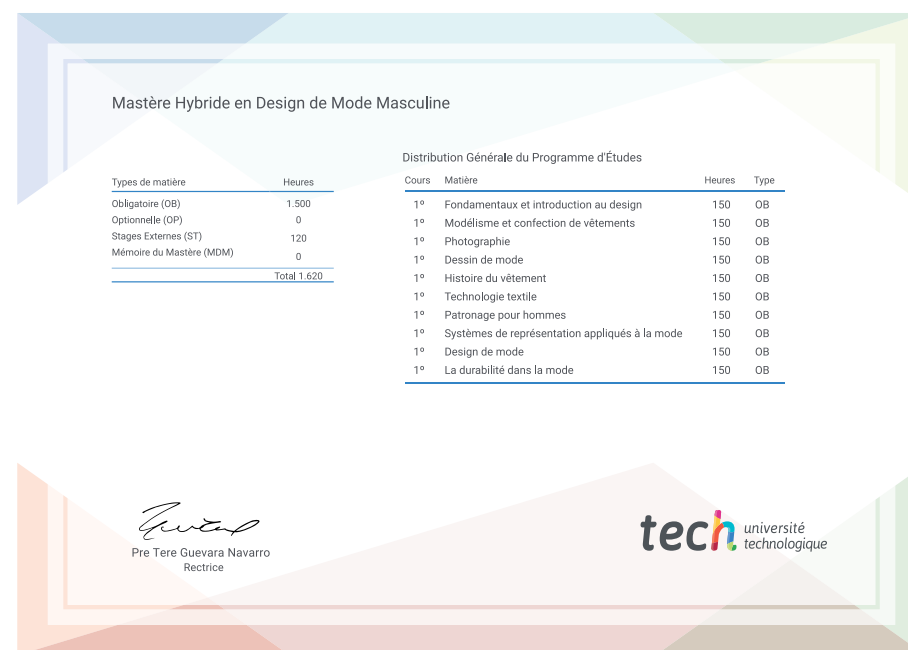 Mastère Hybride en Design de Mode Masculine
Types de matière Heures
Obligatoire (OB) 1.500
Optionnelle (OP) 0
Stages Externes (ST) 120
Mémoire du Mastère (MDM) 0
Total 1.620
Distribution Générale du Programme d'Études
Cours Matière Heures Type
1º Fondamentaux et introduction au design 150 OB
1º Modélisme et confection de vêtements 150 OB
1º Photographie 150 OB
1º Dessin de mode 150 OB
1º Histoire du vêtement 150 OB
1º Technologie textile 150 OB
1º Patronage pour hommes 150 OB
1º Systèmes de représentation appliqués à la mode 150 OB
1º Design de mode 150 OB
1º La durabilité dans la mode 150 OB
Pre Tere Guevara Navarro
Rectrice
tech université
technologique